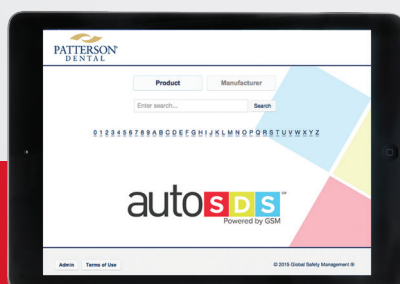 PATTERSON®
DENTAL
Product Manufacturer
Enter search... Search
0 1 2 3 4 5 6 7 8 9 A B C D E F G H I J K L M N O P Q R S T U V W X Y Z
autoSDS℠
Powered by GSM
Admin Terms of Use © 2015 Global Safety Management ®